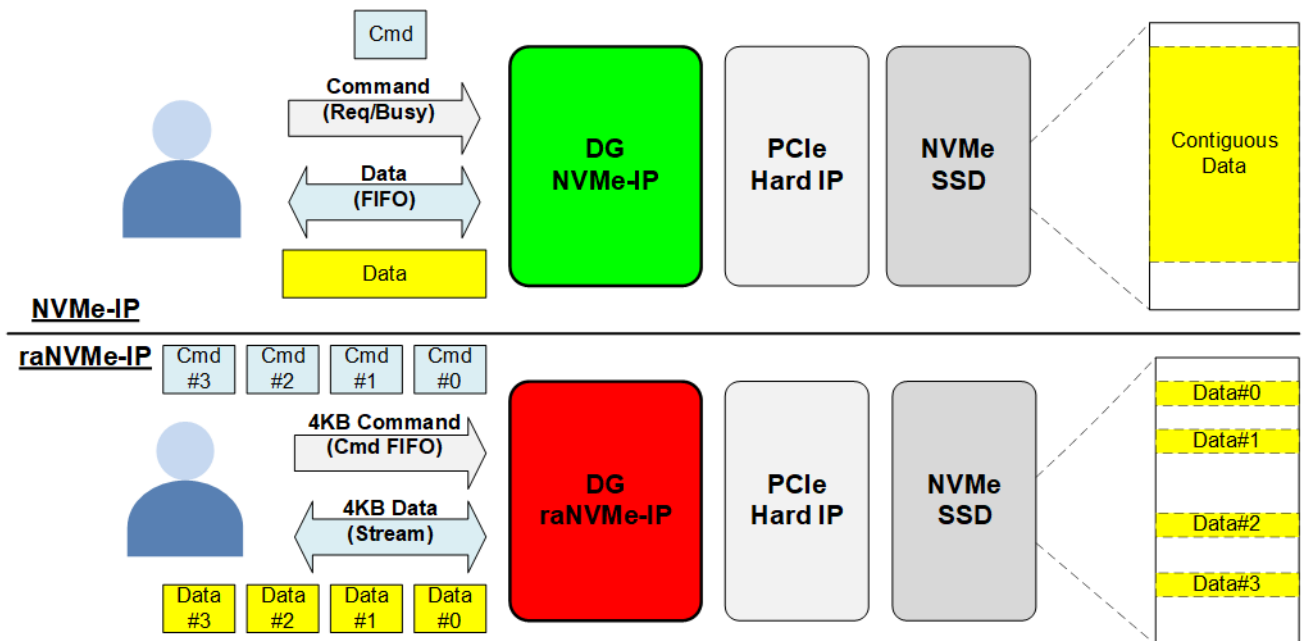 Cmd
Command
(Req/Busy)
Data
(FIFO)
Data
DG
NVMe-IP
PCIe
Hard IP
NVMe
SSD
Contiguous
Data
NVMe-IP
raNVMe-IP
Cmd
#3
Cmd
#2
Cmd
#1
Cmd
#0
4KB Command
(Cmd FIFO)
4KB Data
(Stream)
Data
#3
Data
#2
Data
#1
Data
#0
DG
raNVMe-IP
PCIe
Hard IP
NVMe
SSD
Data#0
Data#1
Data#2
Data#3